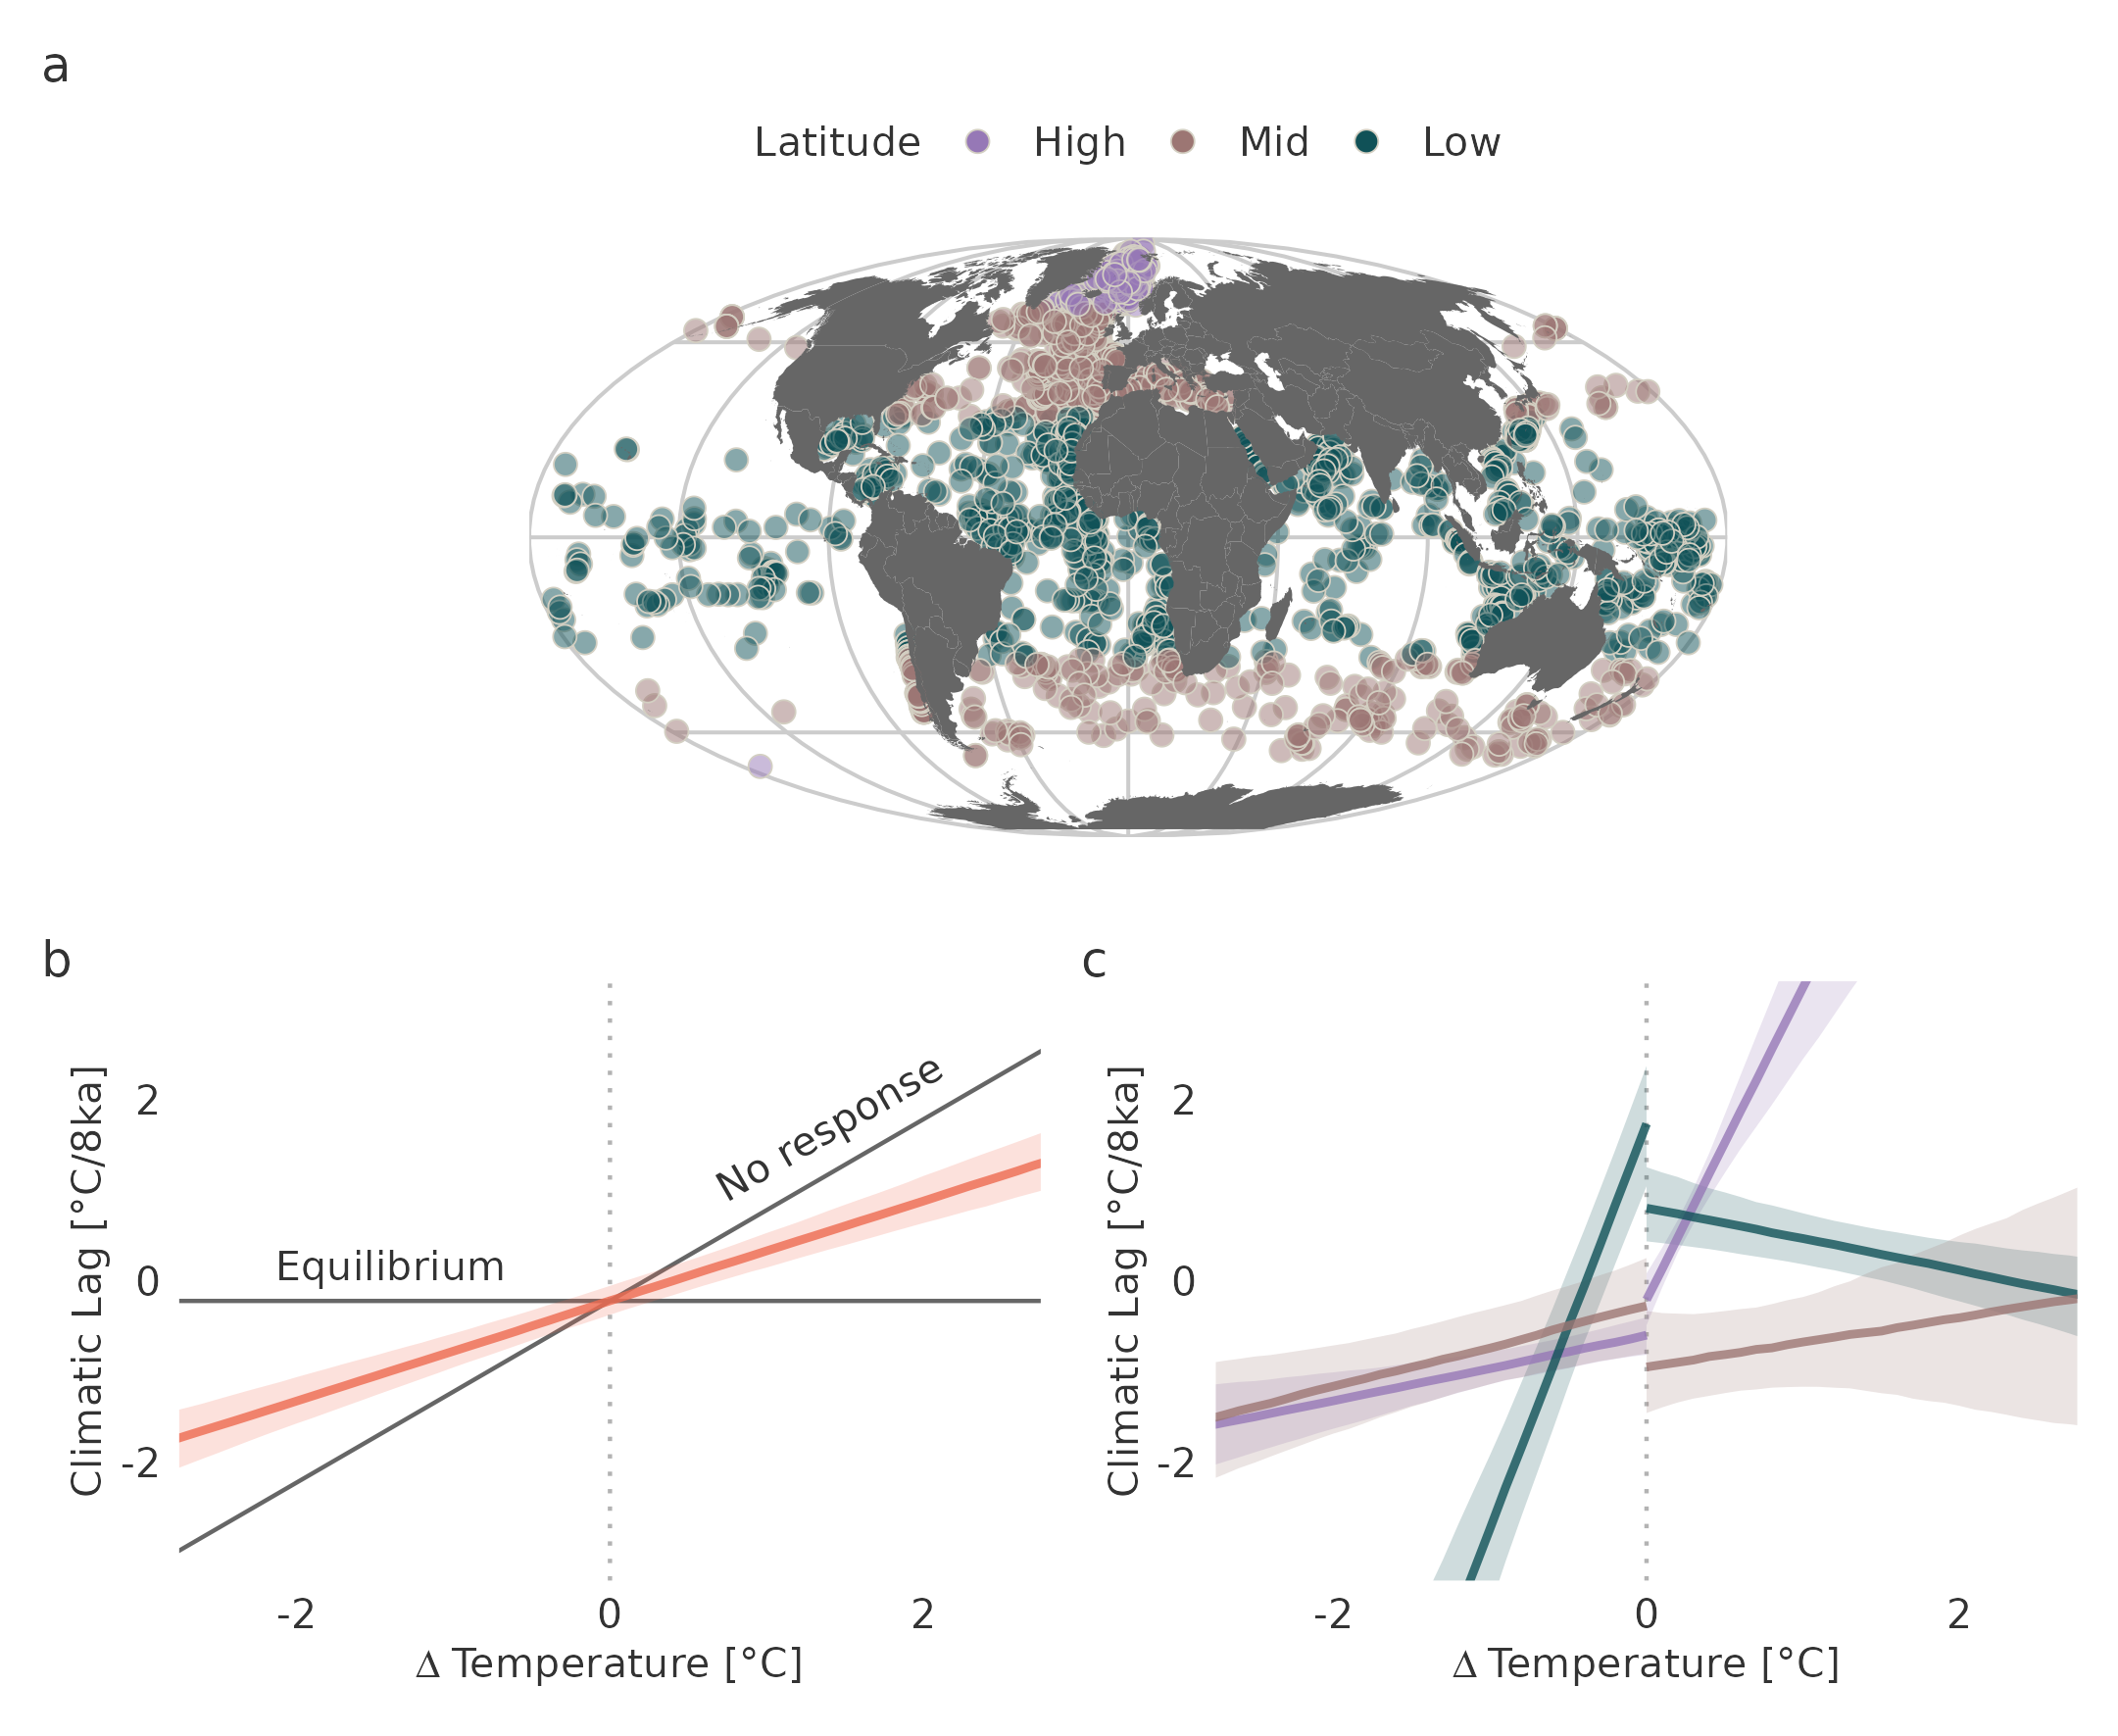 a
Latitude High Mid Low
b
Climatic Lag [°C/8ka]
2
0
-2
No response
Equilibrium
-2 0 2
Δ Temperature [°C]
c
Climatic Lag [°C/8ka]
2
0
-2
-2 0 2
Δ Temperature [°C]